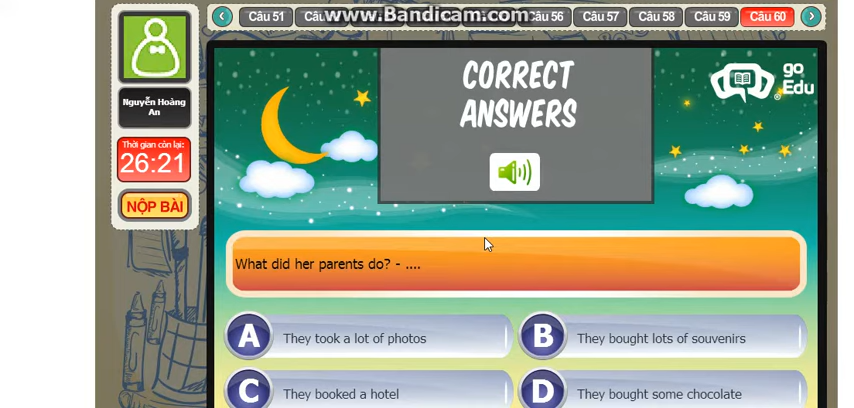 www.Bandicam.com
Câu 51
Câu 56
Câu 57
Câu 58
Câu 59
Câu 60
Nguyễn Hoàng
An
Thời gian còn lại:
26:21
NỘP BÀI
CORRECT
ANSWERS
go
Edu
What did her parents do? - ....
A They took a lot of photos
B They bought lots of souvenirs
C They booked a hotel
D They bought some chocolate